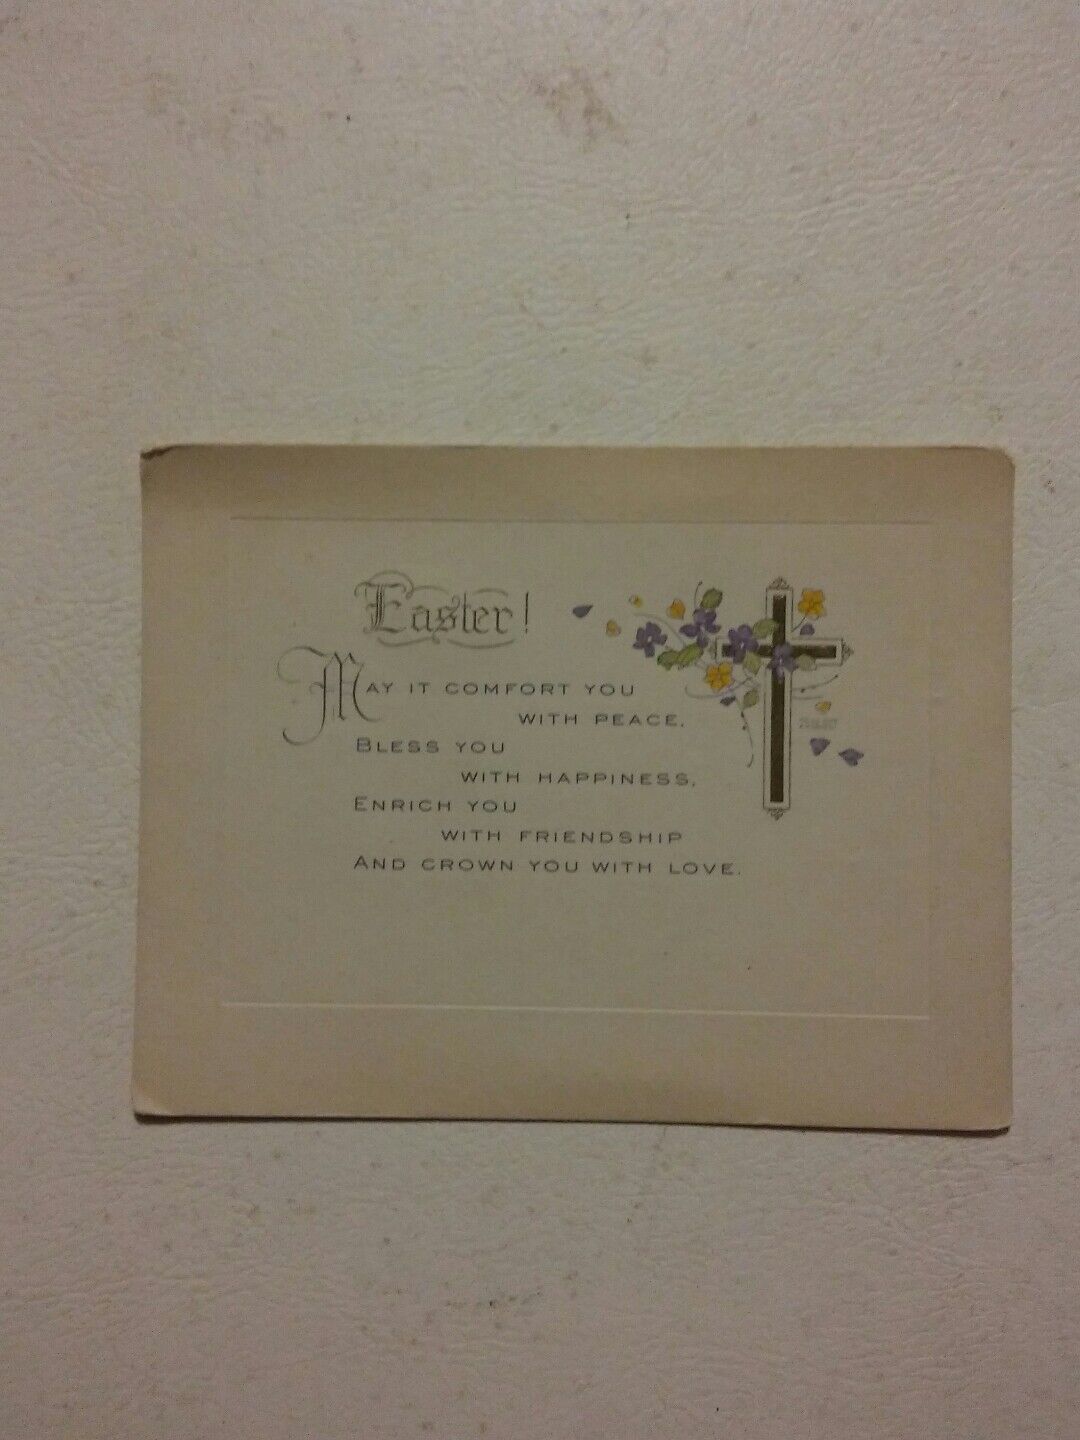 Easter!
MAY IT COMFORT YOU
WITH PEACE,
BLESS YOU
WITH HAPPINESS,
ENRICH YOU
WITH FRIENDSHIP
AND CROWN YOU WITH LOVE.